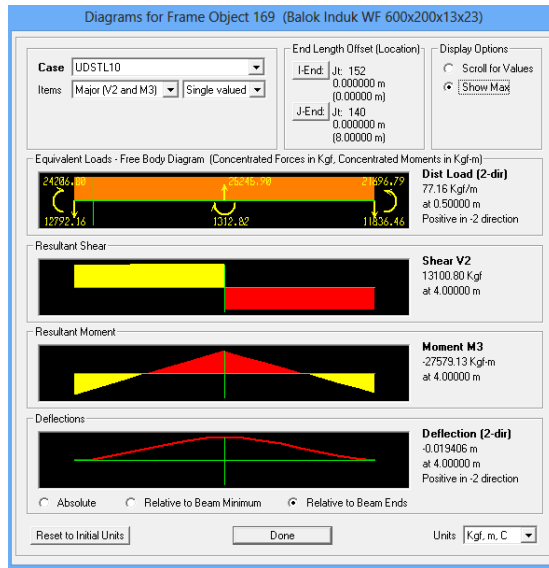 Diagrams for Frame Object 169 (Balok Induk WF 600x200x13x23)
Case UDSTL10
Items Major (V2 and M3) Single valued
End Length Offset (Location)
I-End: Jt: 152
0.000000 m
(0.00000 m)
J-End: Jt: 140
0.000000 m
(8.00000 m)
Display Options
Scroll for Values
Show Max
Equivalent Loads - Free Body Diagram (Concentrated Forces in Kgf, Concentrated Moments in Kgf-m)
24206.80 25245.90 21696.79
12792.16 1312.02 11836.46
Dist Load (2-dir)
77.16 Kgf/m
at 0.50000 m
Positive in -2 direction
Resultant Shear
Shear V2
13100.80 Kgf
at 4.00000 m
Resultant Moment
Moment M3
-27579.13 Kgf-m
at 4.00000 m
Deflections
Deflection (2-dir)
-0.019406 m
at 4.00000 m
Positive in -2 direction
Absolute Relative to Beam Minimum Relative to Beam Ends
Reset to Initial Units Done Units Kgf, m, C